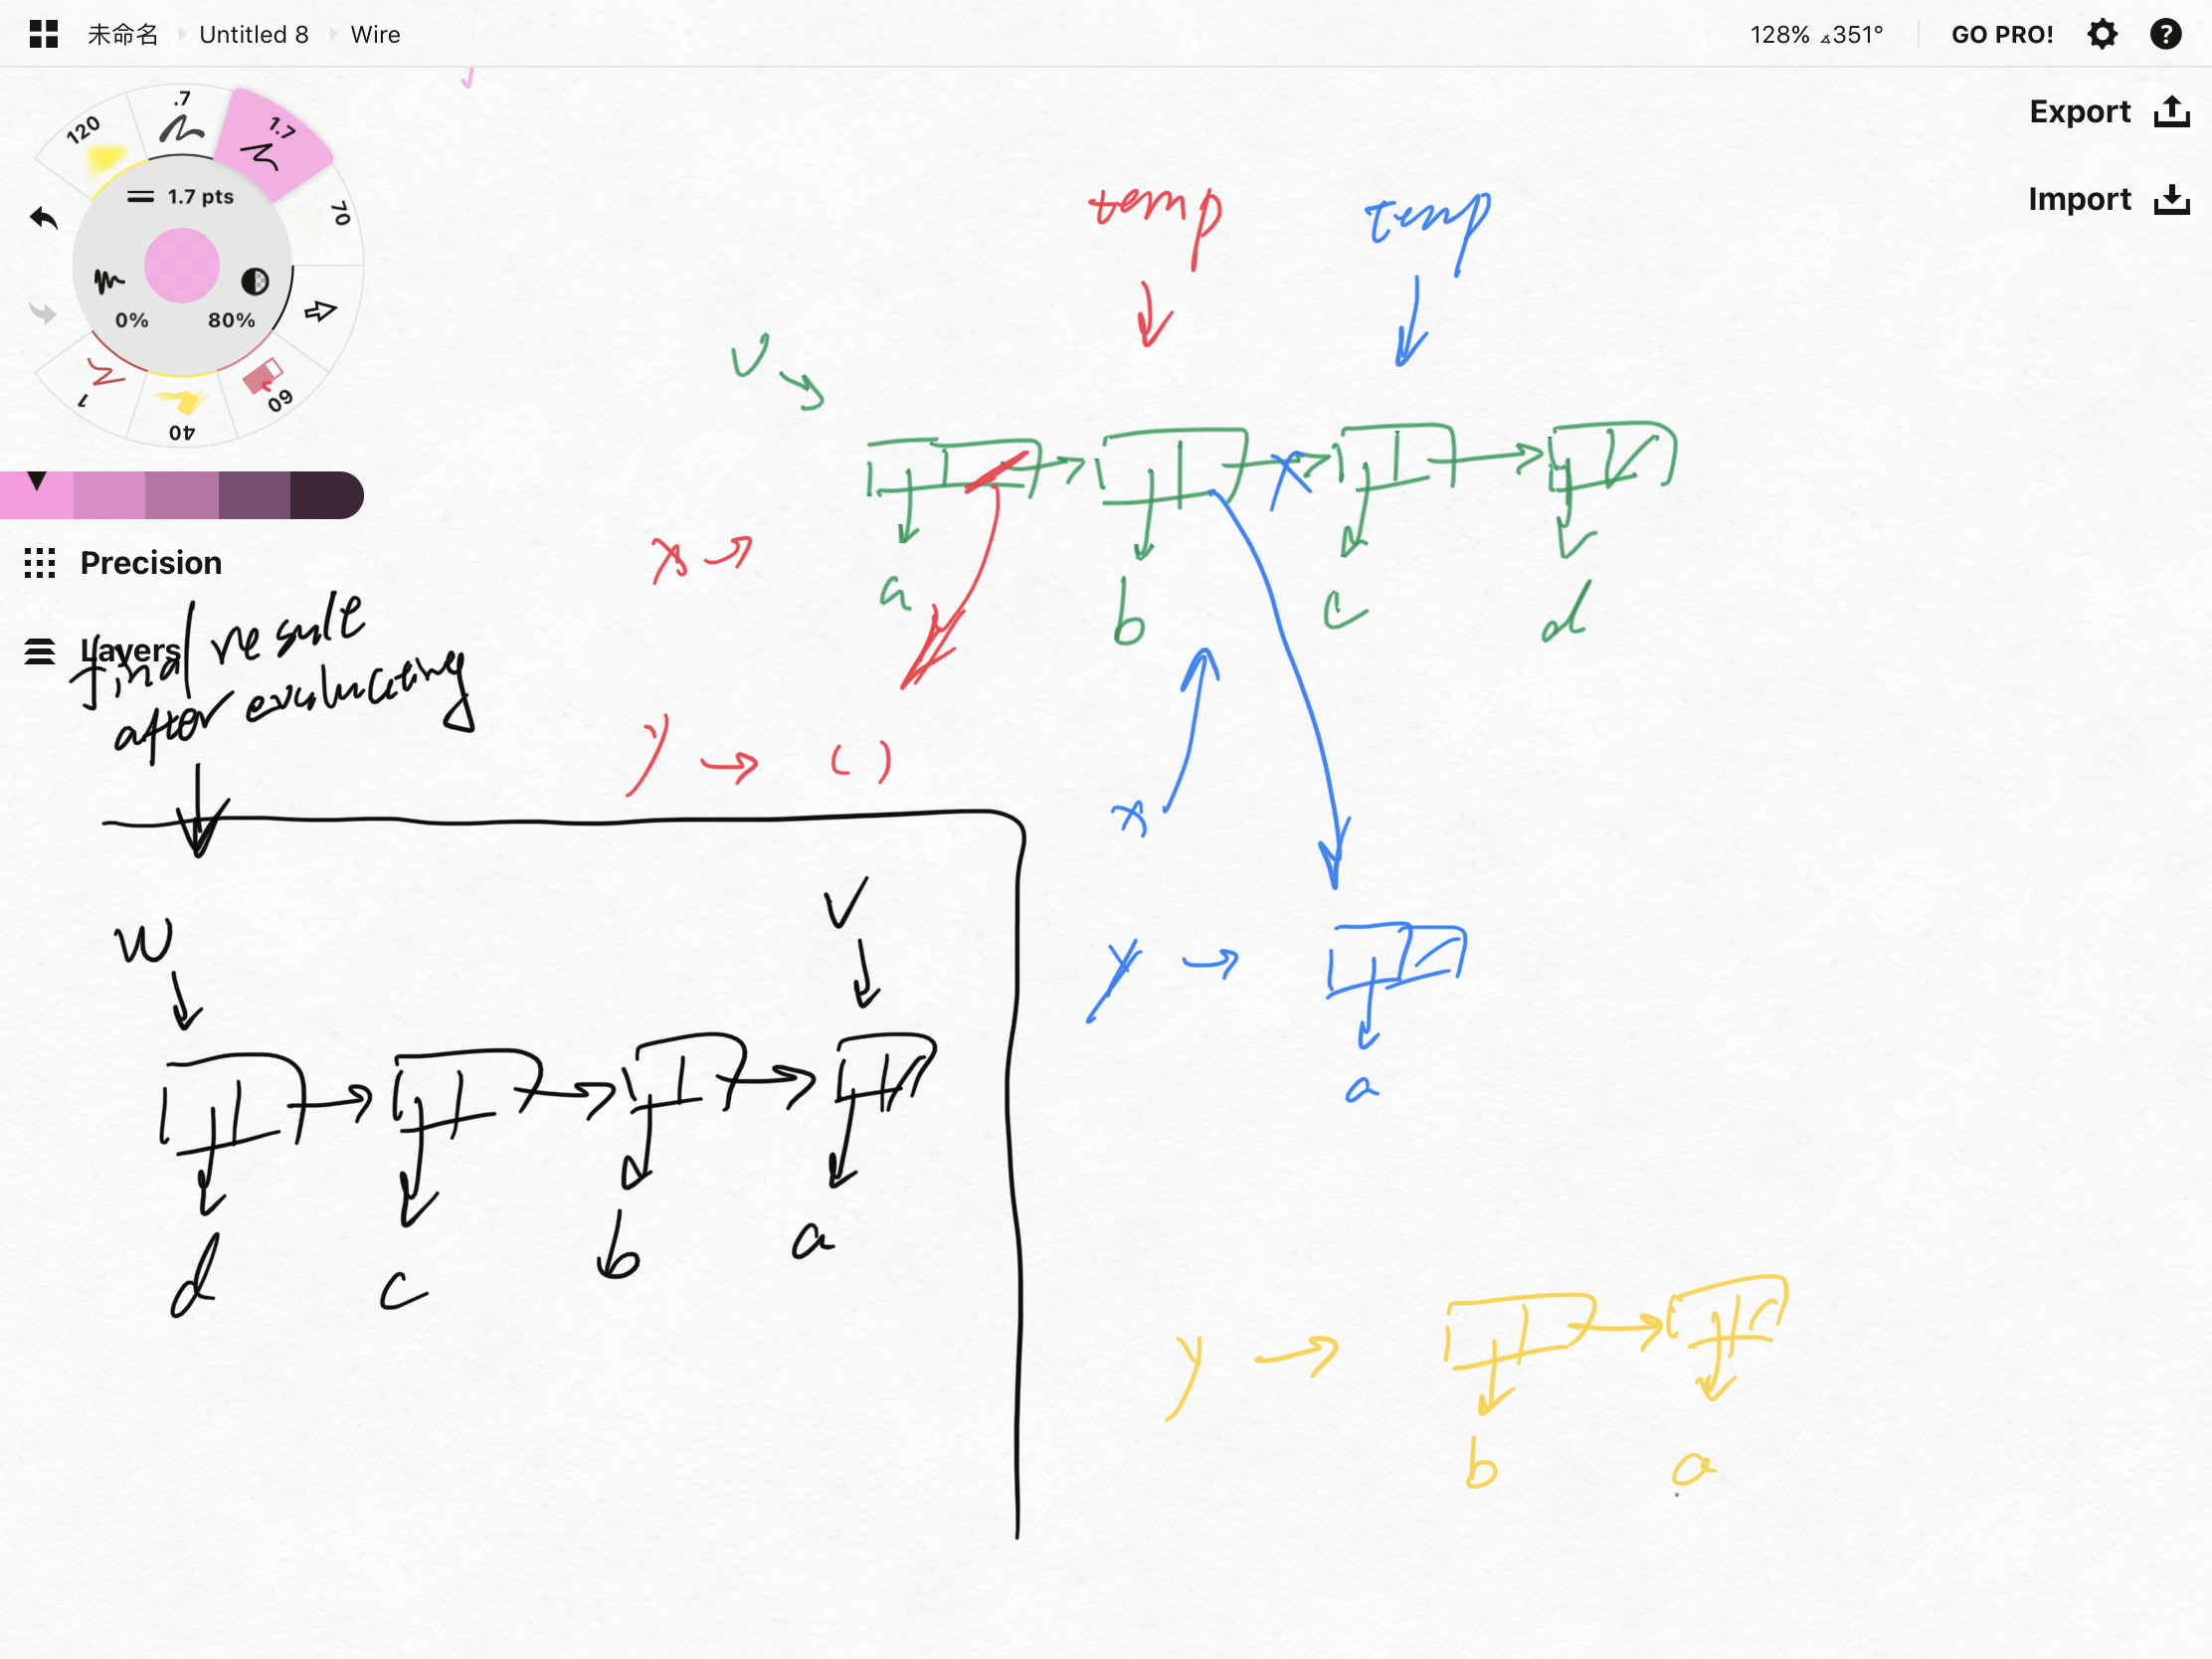 未命名 Untitled 8 Wire 128% ∡351° GO PRO!
Export
Import
120 .7 1.7 70
1.7 pts
0% 80%
1 40 60
Precision
Layers
temp temp
v
x
a b c d
final result
after evaluating
y ( )
x
w v
y
a
d c b a
y
b a